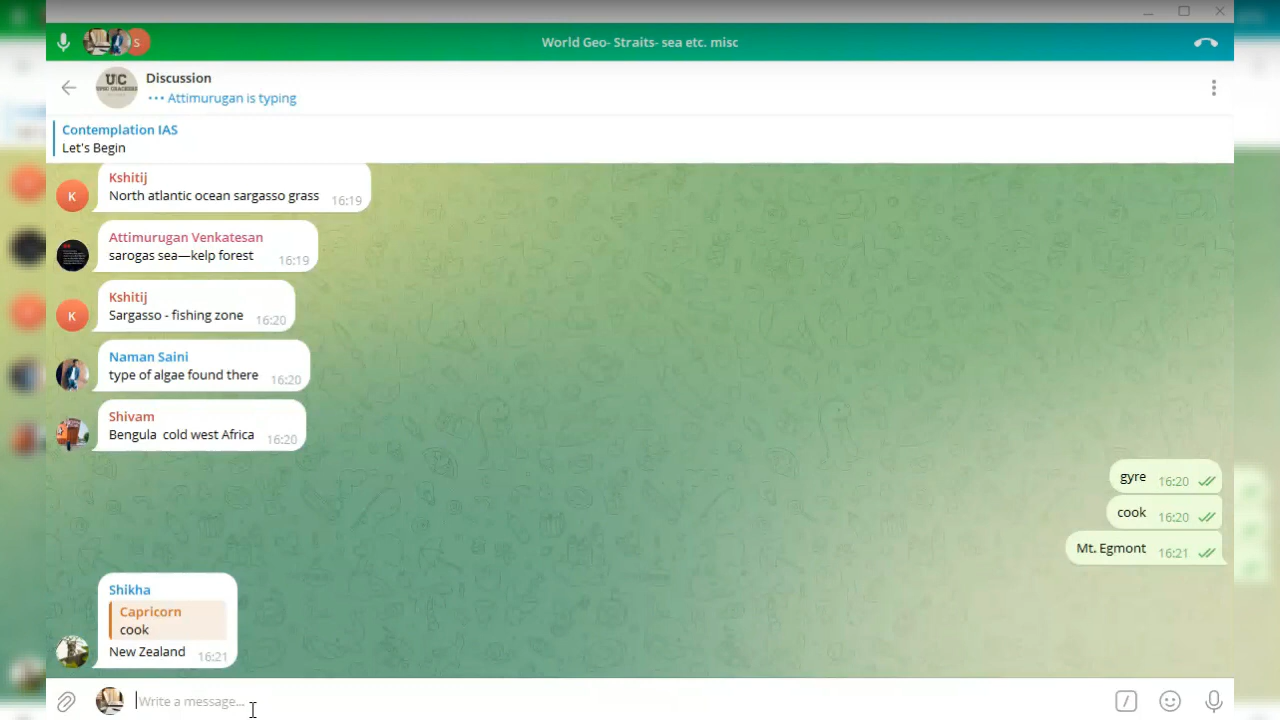 S
World Geo- Straits- sea etc. misc
UC
UPSC CRACKERS
Discussion
Attimurugan is typing
Contemplation IAS
Let's Begin
Kshitij
K
North atlantic ocean sargasso grass 16:19
Attimurugan Venkatesan
sarogas sea—kelp forest 16:19
Kshitij
K
Sargasso - fishing zone 16:20
Naman Saini
type of algae found there 16:20
Shivam
Bengula cold west Africa 16:20
gyre 16:20
cook 16:20
Mt. Egmont 16:21
Shikha
Capricorn
cook
New Zealand 16:21
Write a message...